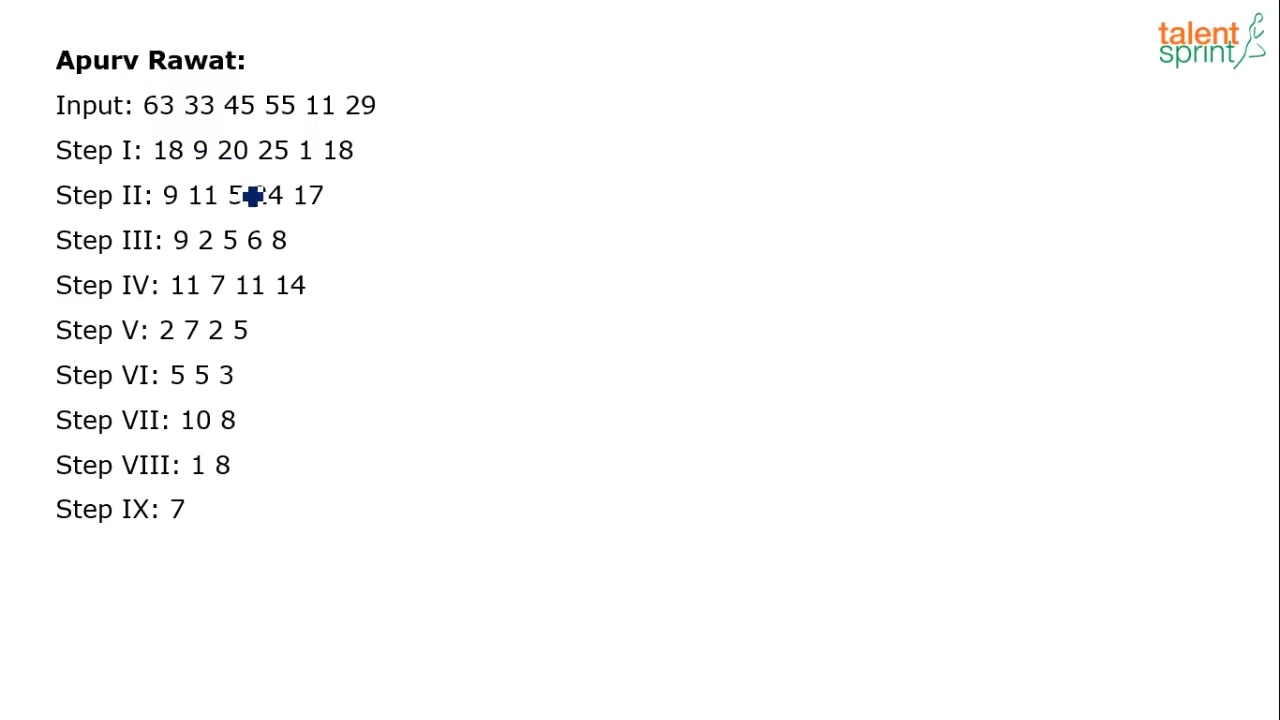 talent
sprint
Apurv Rawat:
Input: 63 33 45 55 11 29
Step I: 18 9 20 25 1 18
Step II: 9 11 5 17
Step III: 9 2 5 6 8
Step IV: 11 7 11 14
Step V: 2 7 2 5
Step VI: 5 5 3
Step VII: 10 8
Step VIII: 1 8
Step IX: 7